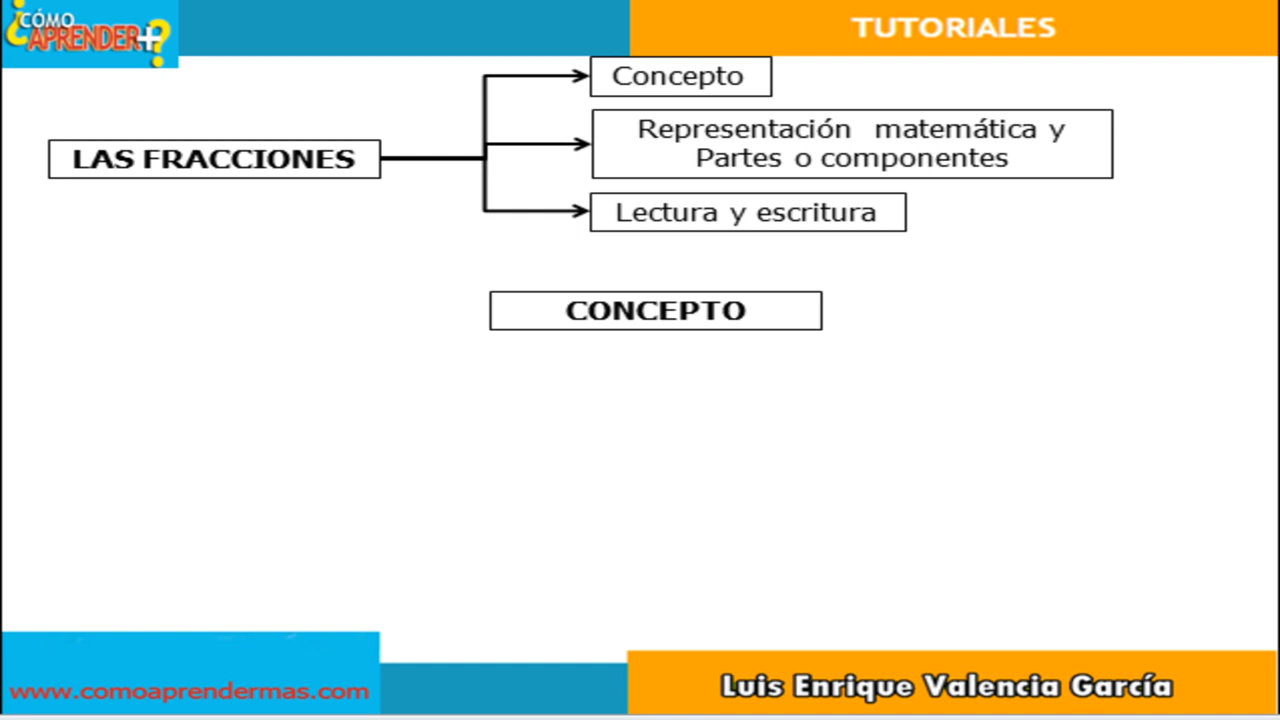 ¿CÓMO
APRENDER+?
TUTORIALES
Concepto
Representación matemática y
Partes o componentes
LAS FRACCIONES
Lectura y escritura
CONCEPTO
www.comoaprendermas.com
Luis Enrique Valencia García